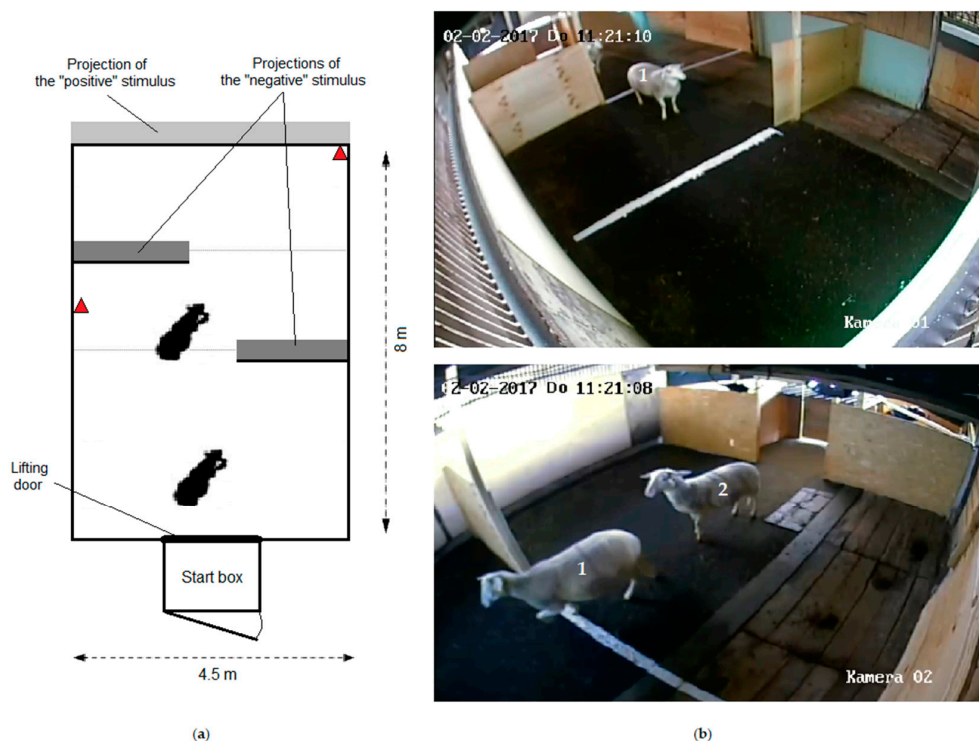 Projection of
the "positive" stimulus
Projections of
the "negative" stimulus
8 m
Lifting
door
Start box
4.5 m
(a)
02-02-2017 Do 11:21:10
1
Kamera 01
2-02-2017 Do 11:21:08
2
1
Kamera 02
(b)